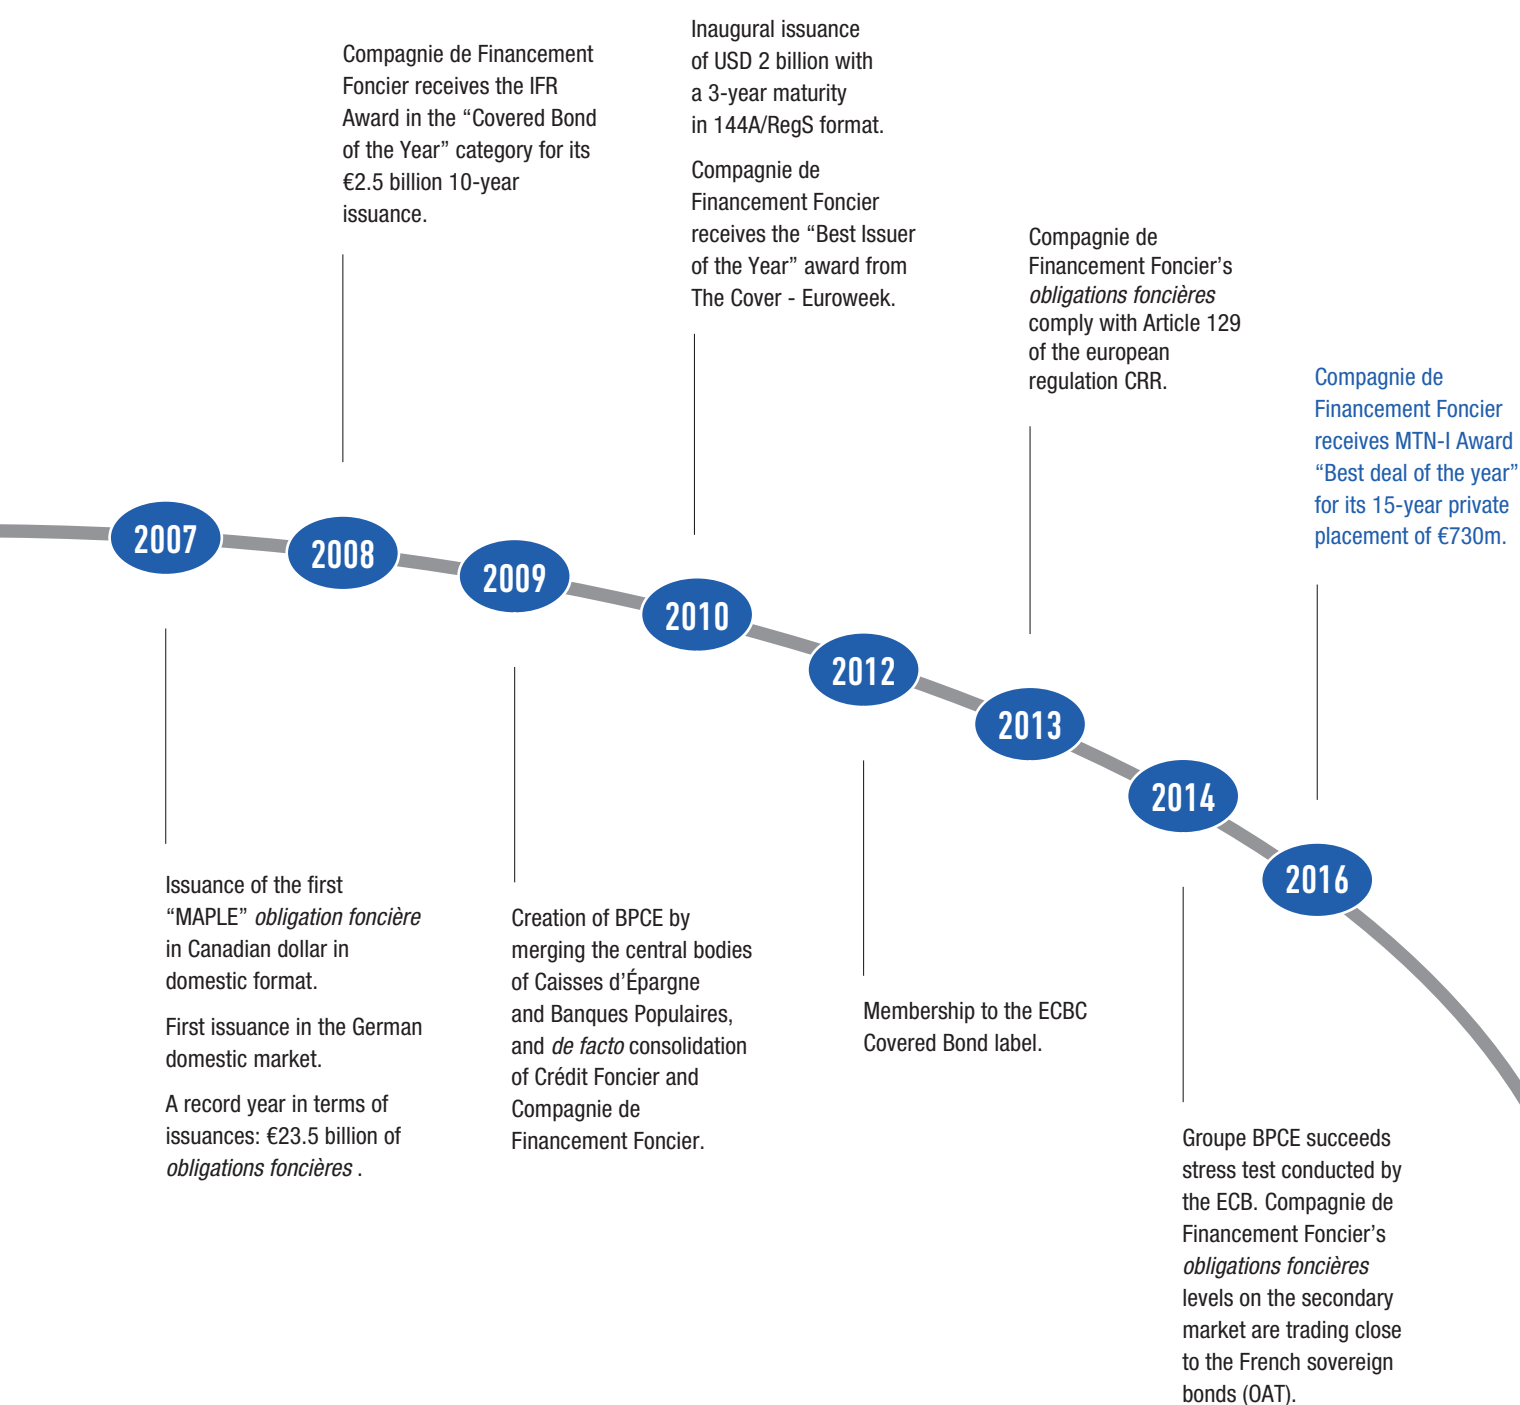 Compagnie de Financement
Foncier receives the IFR
Award in the “Covered Bond
of the Year” category for its
€2.5 billion 10-year
issuance.
Inaugural issuance
of USD 2 billion with
a 3-year maturity
in 144A/RegS format.
Compagnie de
Financement Foncier
receives the “Best Issuer
of the Year” award from
The Cover - Euroweek.
Compagnie de
Financement Foncier’s
obligations foncières
comply with Article 129
of the european
regulation CRR.
Compagnie de
Financement Foncier
receives MTN-I Award
“Best deal of the year”
for its 15-year private
placement of €730m.
2007
2008
2009
2010
2012
2013
2014
2016
Issuance of the first
“MAPLE” obligation foncière
in Canadian dollar in
domestic format.
First issuance in the German
domestic market.
A record year in terms of
issuances: €23.5 billion of
obligations foncières .
Creation of BPCE by
merging the central bodies
of Caisses d’Épargne
and Banques Populaires,
and de facto consolidation
of Crédit Foncier and
Compagnie de
Financement Foncier.
Membership to the ECBC
Covered Bond label.
Groupe BPCE succeeds
stress test conducted by
the ECB. Compagnie de
Financement Foncier’s
obligations foncières
levels on the secondary
market are trading close
to the French sovereign
bonds (OAT).